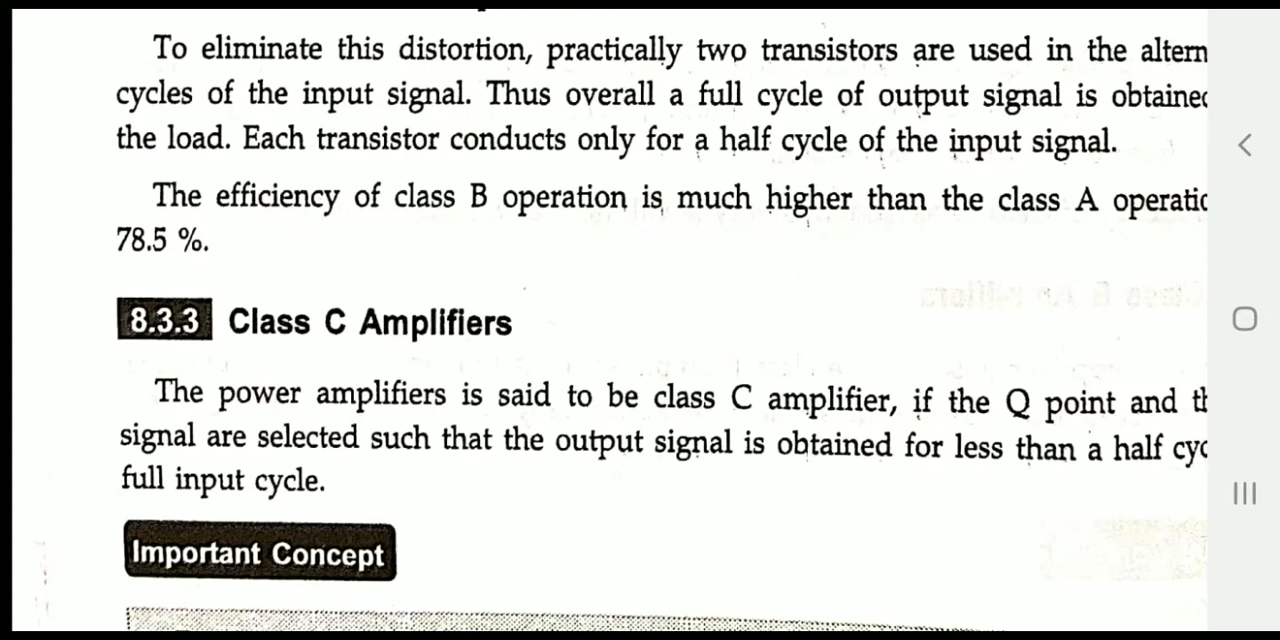 To eliminate this distortion, practically two transistors are used in the altern
cycles of the input signal. Thus overall a full cycle of output signal is obtained
the load. Each transistor conducts only for a half cycle of the input signal.
The efficiency of class B operation is much higher than the class A operatio
78.5 %.
8.3.3 Class C Amplifiers
The power amplifiers is said to be class C amplifier, if the Q point and th
signal are selected such that the output signal is obtained for less than a half cyc
full input cycle.
Important Concept